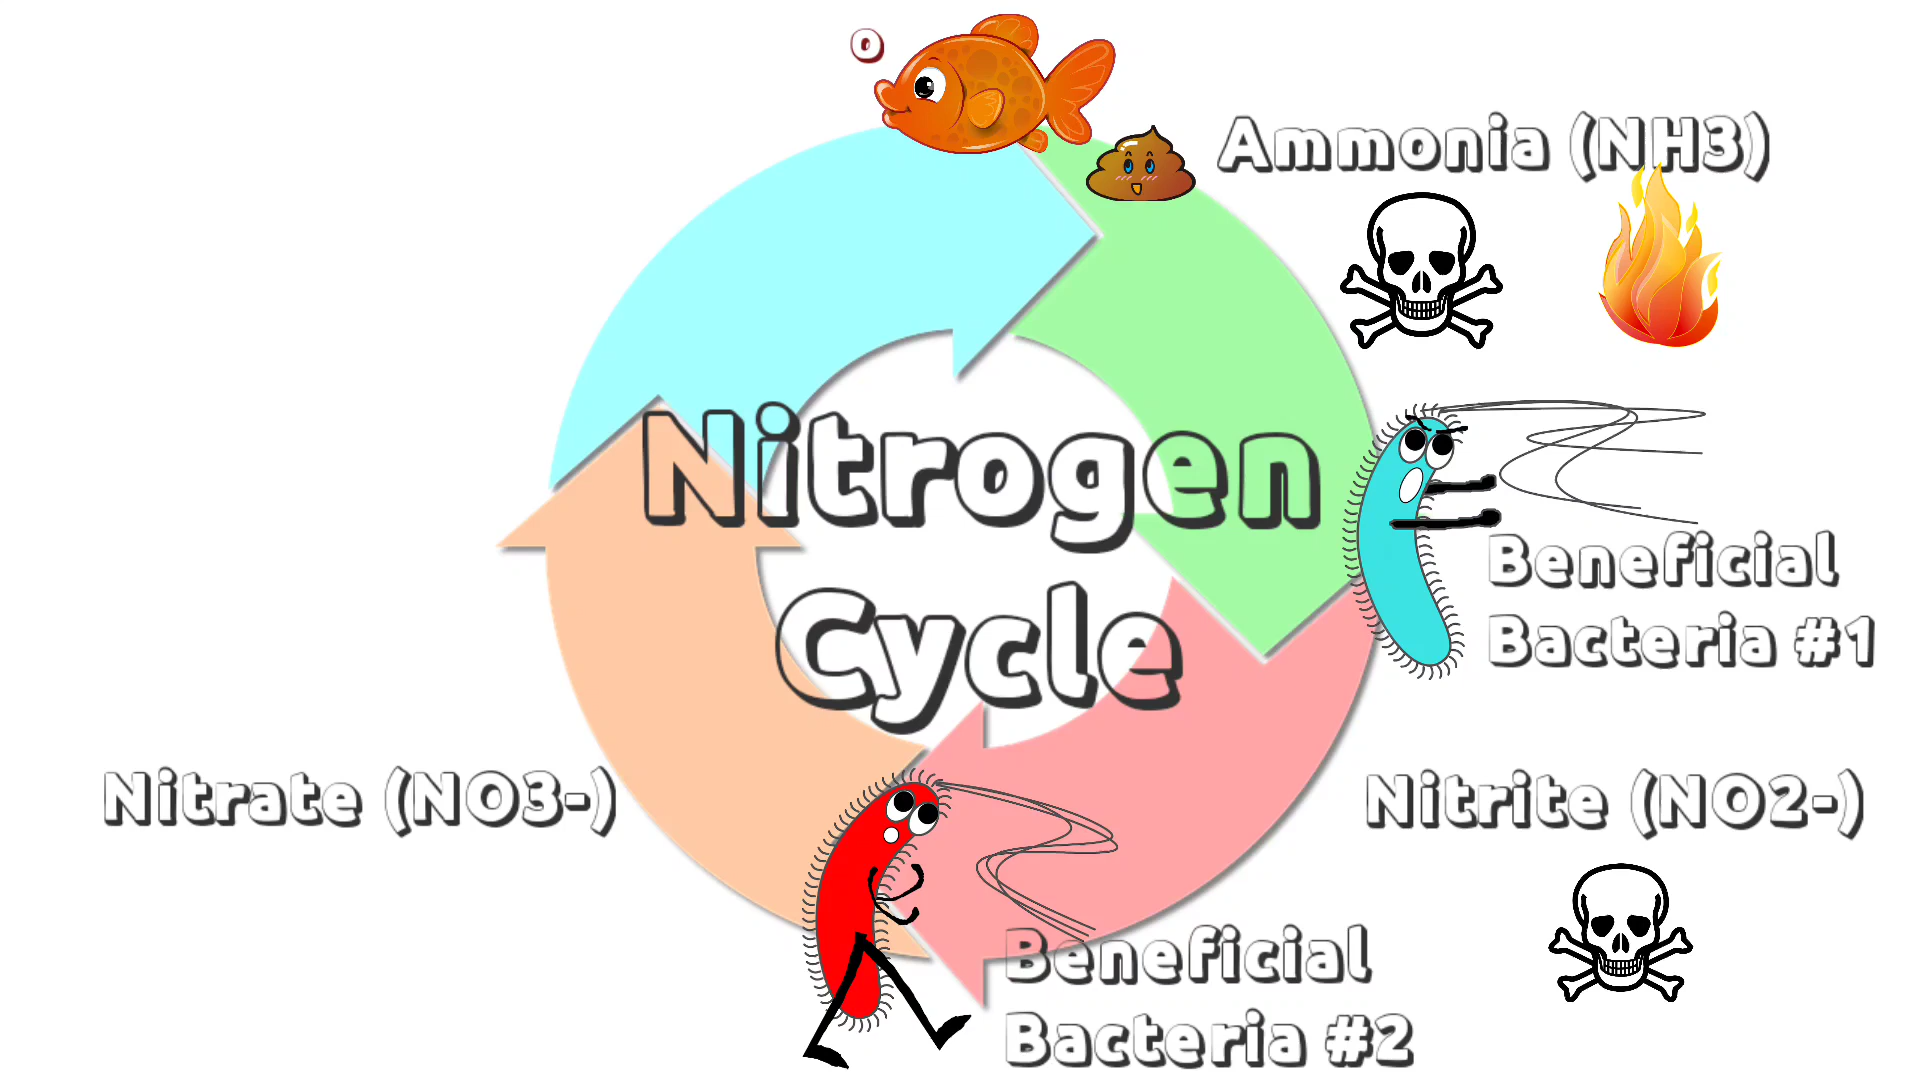 o
Ammonia (NH3)
Nitrogen
Cycle
Beneficial
Bacteria #1
Nitrate (NO3-)
Nitrite (NO2-)
Beneficial
Bacteria #2